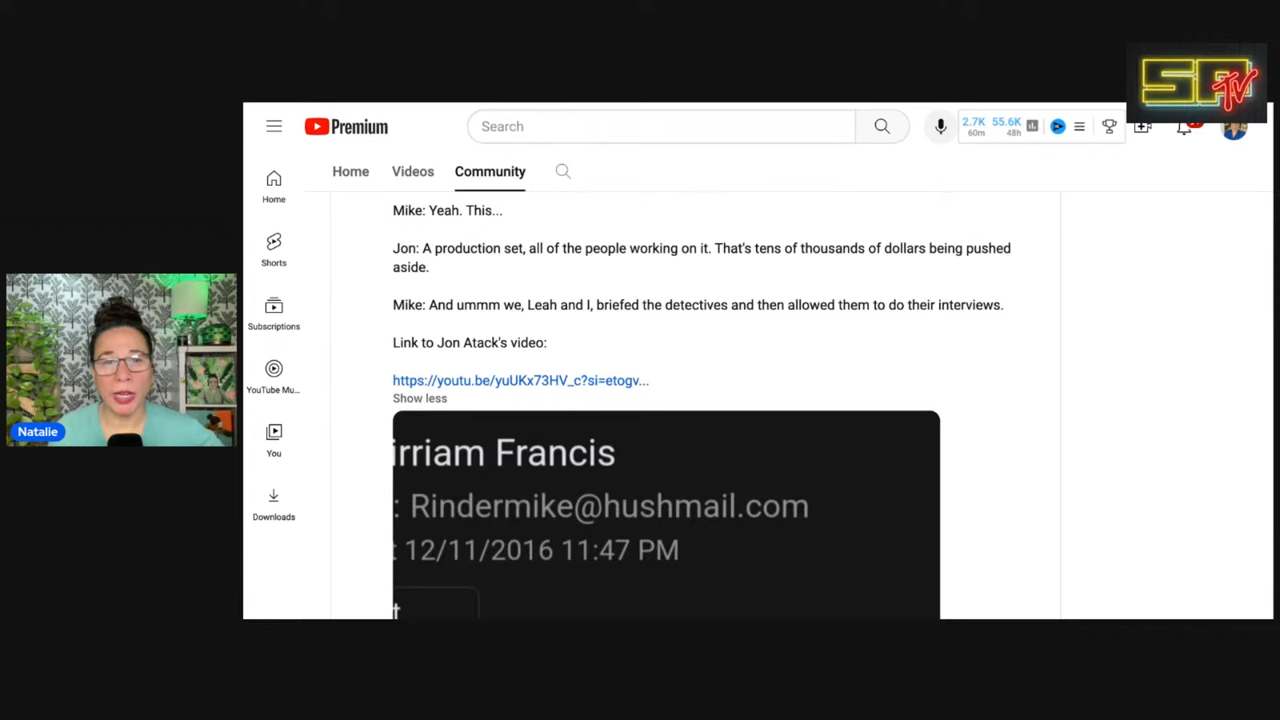 SPTV
Premium
Search
2.7K 55.6K
60m 48h
Home Videos Community
Home
Shorts
Subscriptions
YouTube Mu...
You
Downloads
Mike: Yeah. This...
Jon: A production set, all of the people working on it. That's tens of thousands of dollars being pushed
aside.
Mike: And ummm we, Leah and I, briefed the detectives and then allowed them to do their interviews.
Link to Jon Atack's video:
https://youtu.be/yuUKx73HV_c?si=etogv...
Show less
irriam Francis
: Rindermike@hushmail.com
t 12/11/2016 11:47 PM
t
Natalie